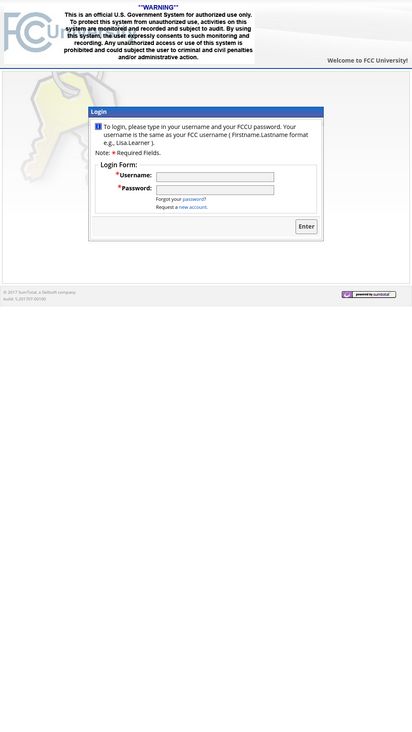 **WARNING**
This is an official U.S. Government System for authorized use only.
To protect this system from unauthorized use, activities on this
system are monitored and recorded and subject to audit. By using
this system, the user expressly consents to such monitoring and
recording. Any unauthorized access or use of this system is
prohibited and could subject the user to criminal and civil penalties
and/or administrative action.
FCC
Welcome to FCC University!
Login
To login, please type in your username and your FCCU password. Your
username is the same as your FCC username ( Firstname.Lastname format
e.g., Lisa.Learner ).
Note: *Required Fields.
Login Form:
*Username:
*Password:
Forgot your password?
Request a new account.
Enter
© 2017 SumTotal, a Skillsoft company.
powered by sumtotal